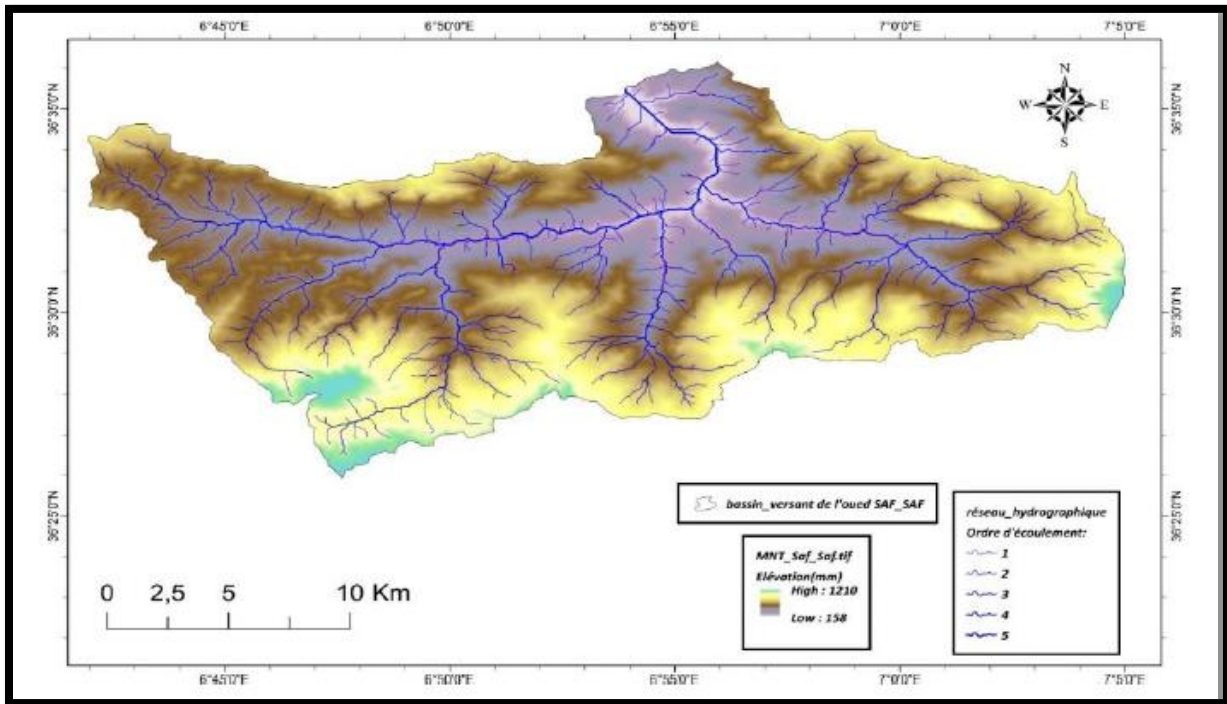 6°45'0"E 6°50'0"E 6°55'0"E 7°0'0"E 7°5'0"E
36°35'0"N 36°35'0"N
N
W E
S
36°30'0"N 36°30'0"N
36°25'0"N 36°25'0"N
bassin_versant de l'oued SAF_SAF
réseau_hydrographique
Ordre d'écoulement:
1
2
3
4
5
MNT_Saf_Saf.tif
Elévation(mm)
High : 1210
Low : 158
0 2,5 5 10 Km
6°45'0"E 6°50'0"E 6°55'0"E 7°0'0"E 7°5'0"E